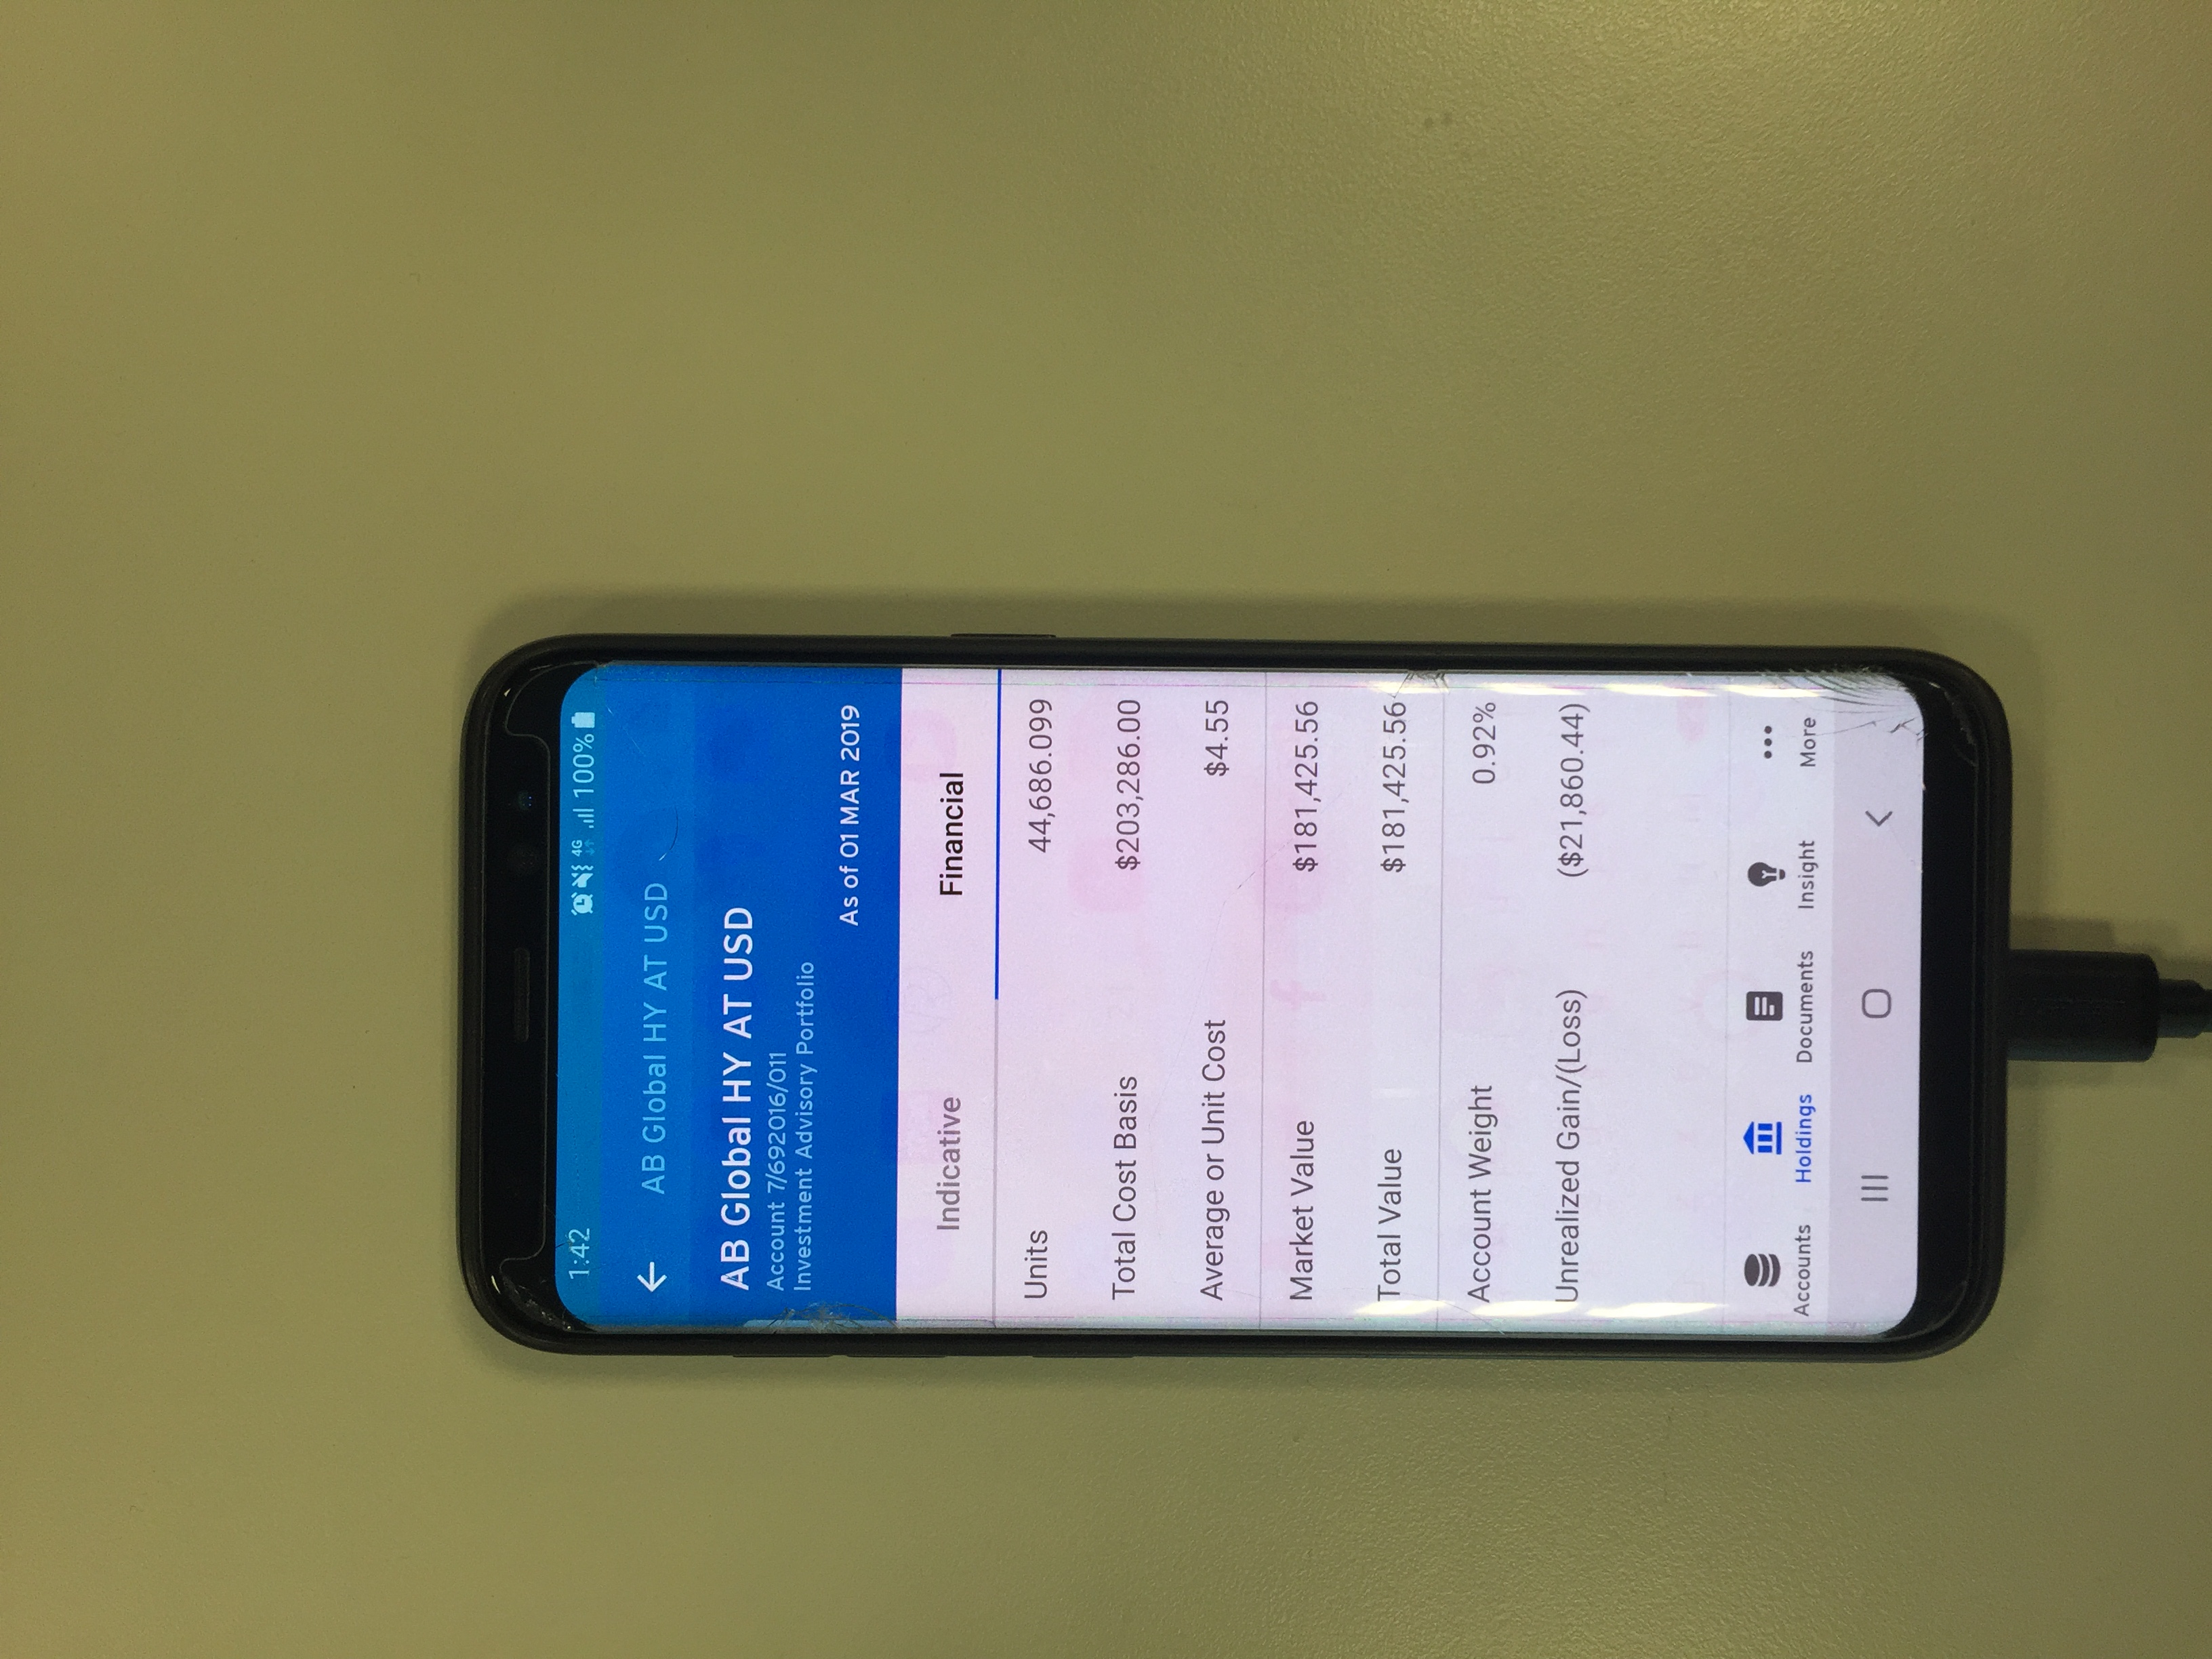 1:42 4G 100%
AB Global HY AT USD
AB Global HY AT USD
Account 7/692016/011
Investment Advisory Portfolio
As of 01 MAR 2019
Indicative Financial
Units 44,686.099
Total Cost Basis $203,286.00
Average or Unit Cost $4.55
Market Value $181,425.56
Total Value $181,425.56
Account Weight 0.92%
Unrealized Gain/(Loss) ($21,860.44)
Accounts Holdings Documents Insight More